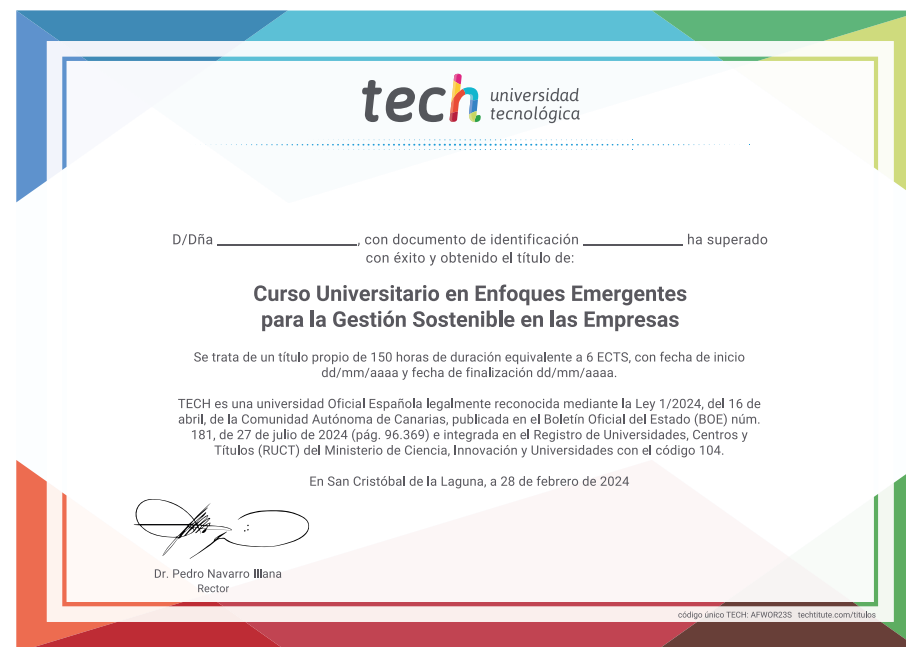 tech universidad
tecnológica
D/Dña ____________________, con documento de identificación ______________ ha superado
con éxito y obtenido el título de:
Curso Universitario en Enfoques Emergentes
para la Gestión Sostenible en las Empresas
Se trata de un título propio de 150 horas de duración equivalente a 6 ECTS, con fecha de inicio
dd/mm/aaaa y fecha de finalización dd/mm/aaaa.
TECH es una universidad Oficial Española legalmente reconocida mediante la Ley 1/2024, del 16 de
abril, de la Comunidad Autónoma de Canarias, publicada en el Boletín Oficial del Estado (BOE) núm.
181, de 27 de julio de 2024 (pág. 96.369) e integrada en el Registro de Universidades, Centros y
Títulos (RUCT) del Ministerio de Ciencia, Innovación y Universidades con el código 104.
En San Cristóbal de la Laguna, a 28 de febrero de 2024
Dr. Pedro Navarro Illana
Rector
código único TECH: AFWOR23S techtitute.com/titulos